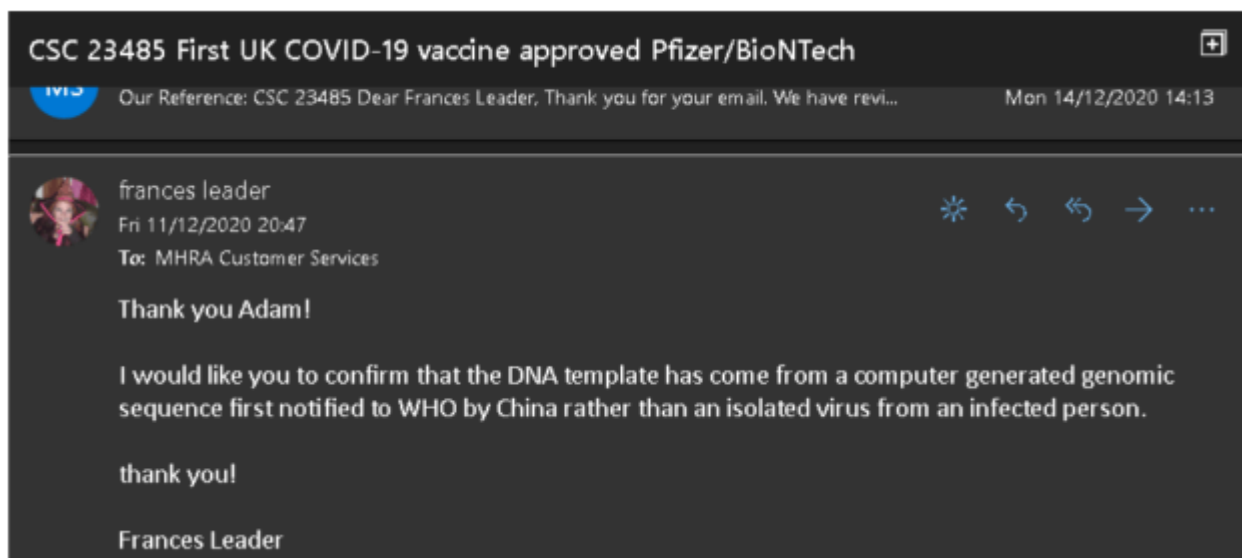 CSC 23485 First UK COVID-19 vaccine approved Pfizer/BioNTech
MS
Our Reference: CSC 23485 Dear Frances Leader, Thank you for your email. We have revi...
Mon 14/12/2020 14:13
frances leader
Fri 11/12/2020 20:47
To: MHRA Customer Services
Thank you Adam!
I would like you to confirm that the DNA template has come from a computer generated genomic
sequence first notified to WHO by China rather than an isolated virus from an infected person.
thank you!
Frances Leader